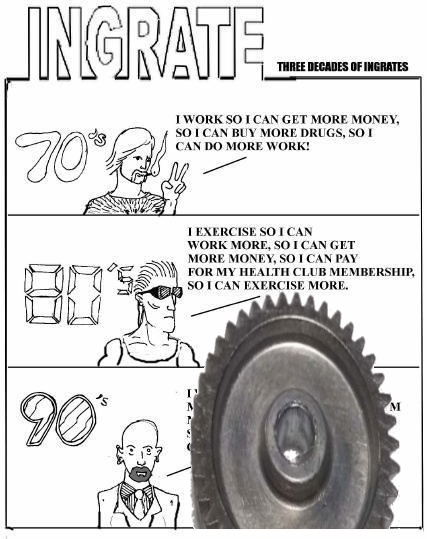 INGRATE
THREE DECADES OF INGRATES
70's
I WORK SO I CAN GET MORE MONEY,
SO I CAN BUY MORE DRUGS, SO I
CAN DO MORE WORK!
80's
I EXERCISE SO I CAN
WORK MORE, SO I CAN GET
MORE MONEY, SO I CAN PAY
FOR MY HEALTH CLUB MEMBERSHIP,
SO I CAN EXERCISE MORE.
90's
I